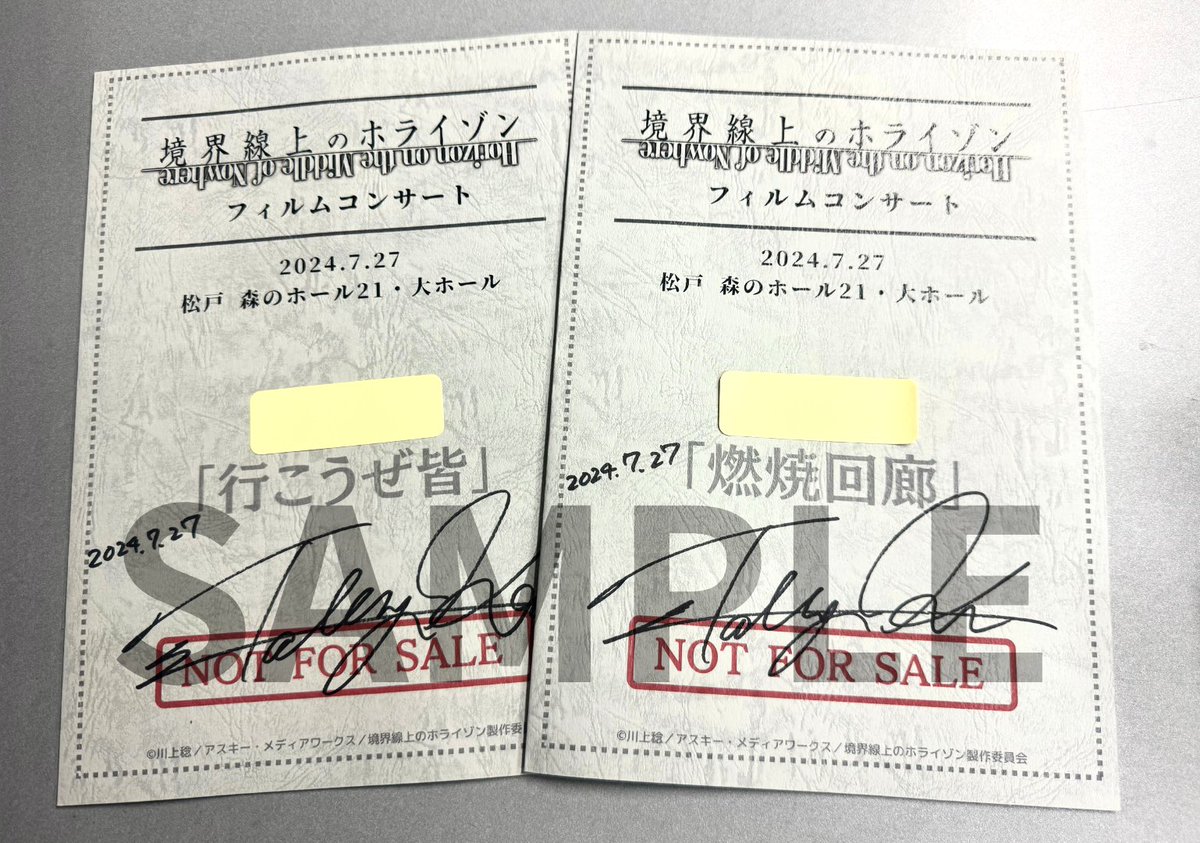 境界線上のホライゾン
Horizon on the Middle of Nowhere
フィルムコンサート
2024.7.27
松戸 森のホール21・大ホール
「行こうぜ皆」
2024.7.27
NOT FOR SALE
©川上稔/アスキー・メディアワークス/境界線上のホライゾン製作委
境界線上のホライゾン
Horizon on the Middle of Nowhere
フィルムコンサート
2024.7.27
松戸 森のホール21・大ホール
2024.7.27
「燃焼回廊」
NOT FOR SALE
©川上稔/アスキー・メディアワークス/境界線上のホライゾン製作委員会
SAMPLE